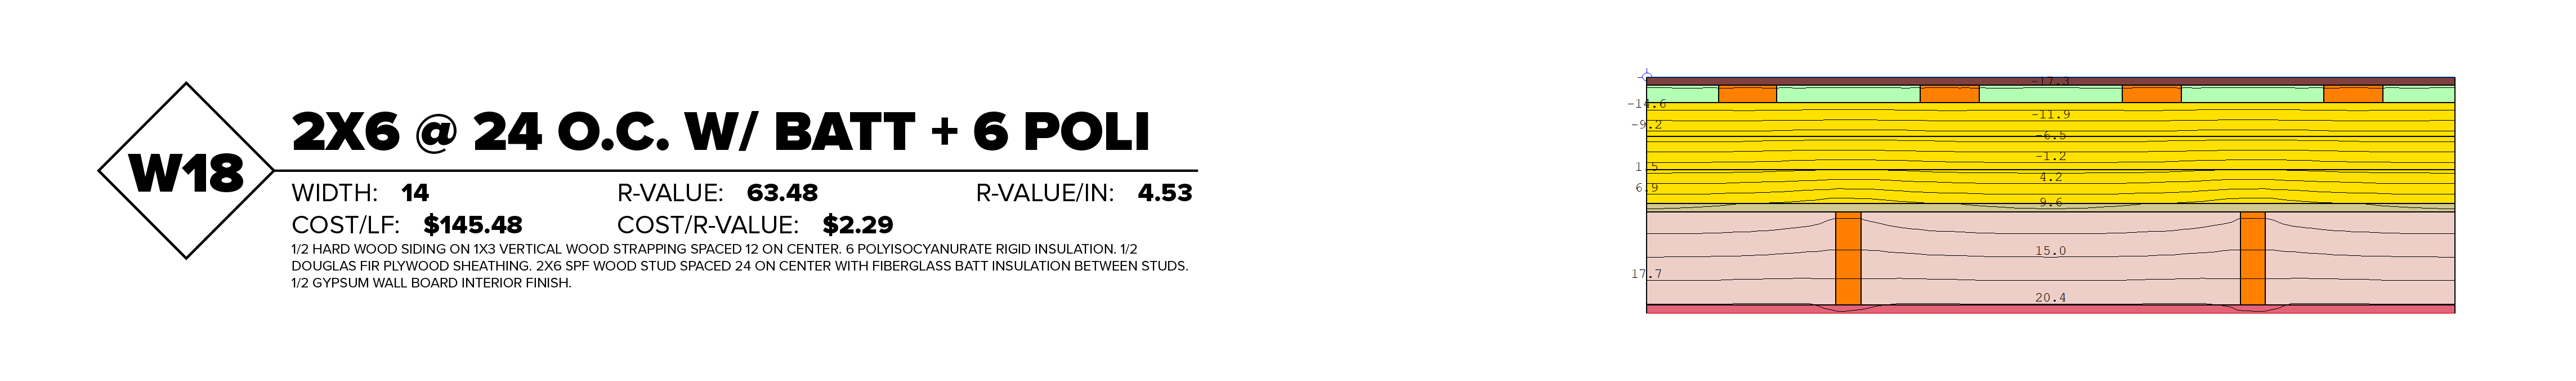 W18
2X6 @ 24 O.C. W/ BATT + 6 POLI
WIDTH: 14 R-VALUE: 63.48 R-VALUE/IN: 4.53
COST/LF: $145.48 COST/R-VALUE: $2.29
1/2 HARD WOOD SIDING ON 1X3 VERTICAL WOOD STRAPPING SPACED 12 ON CENTER. 6 POLYISOCYANURATE RIGID INSULATION. 1/2
DOUGLAS FIR PLYWOOD SHEATHING. 2X6 SPF WOOD STUD SPACED 24 ON CENTER WITH FIBERGLASS BATT INSULATION BETWEEN STUDS.
1/2 GYPSUM WALL BOARD INTERIOR FINISH.
-17.3
-14.6
-11.9
-9.2
-6.5
-1.2
1.5
4.2
6.9
9.6
15.0
17.7
20.4